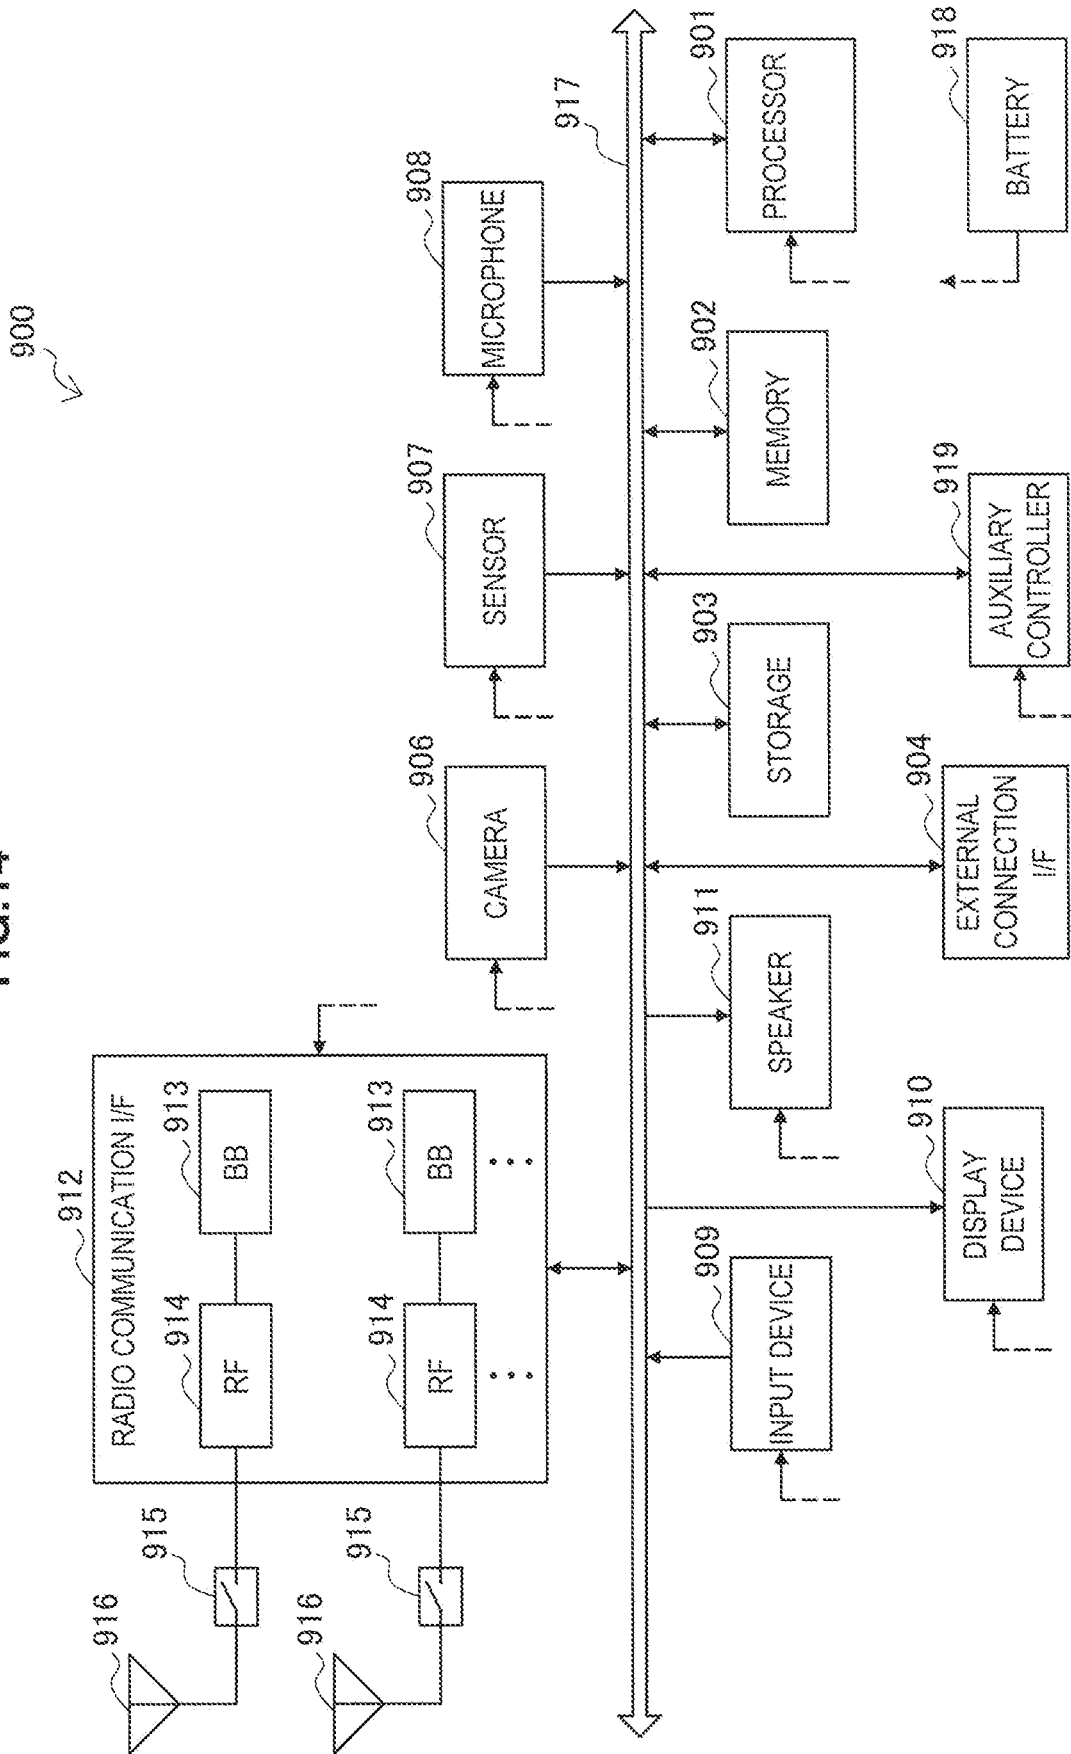 900
912
RADIO COMMUNICATION I/F
916
915
914
RF
913
BB
916
915
914
RF
913
BB
906
CAMERA
907
SENSOR
908
MICROPHONE
917
909
INPUT DEVICE
911
SPEAKER
903
STORAGE
902
MEMORY
901
PROCESSOR
910
DISPLAY
DEVICE
904
EXTERNAL
CONNECTION
I/F
919
AUXILIARY
CONTROLLER
918
BATTERY